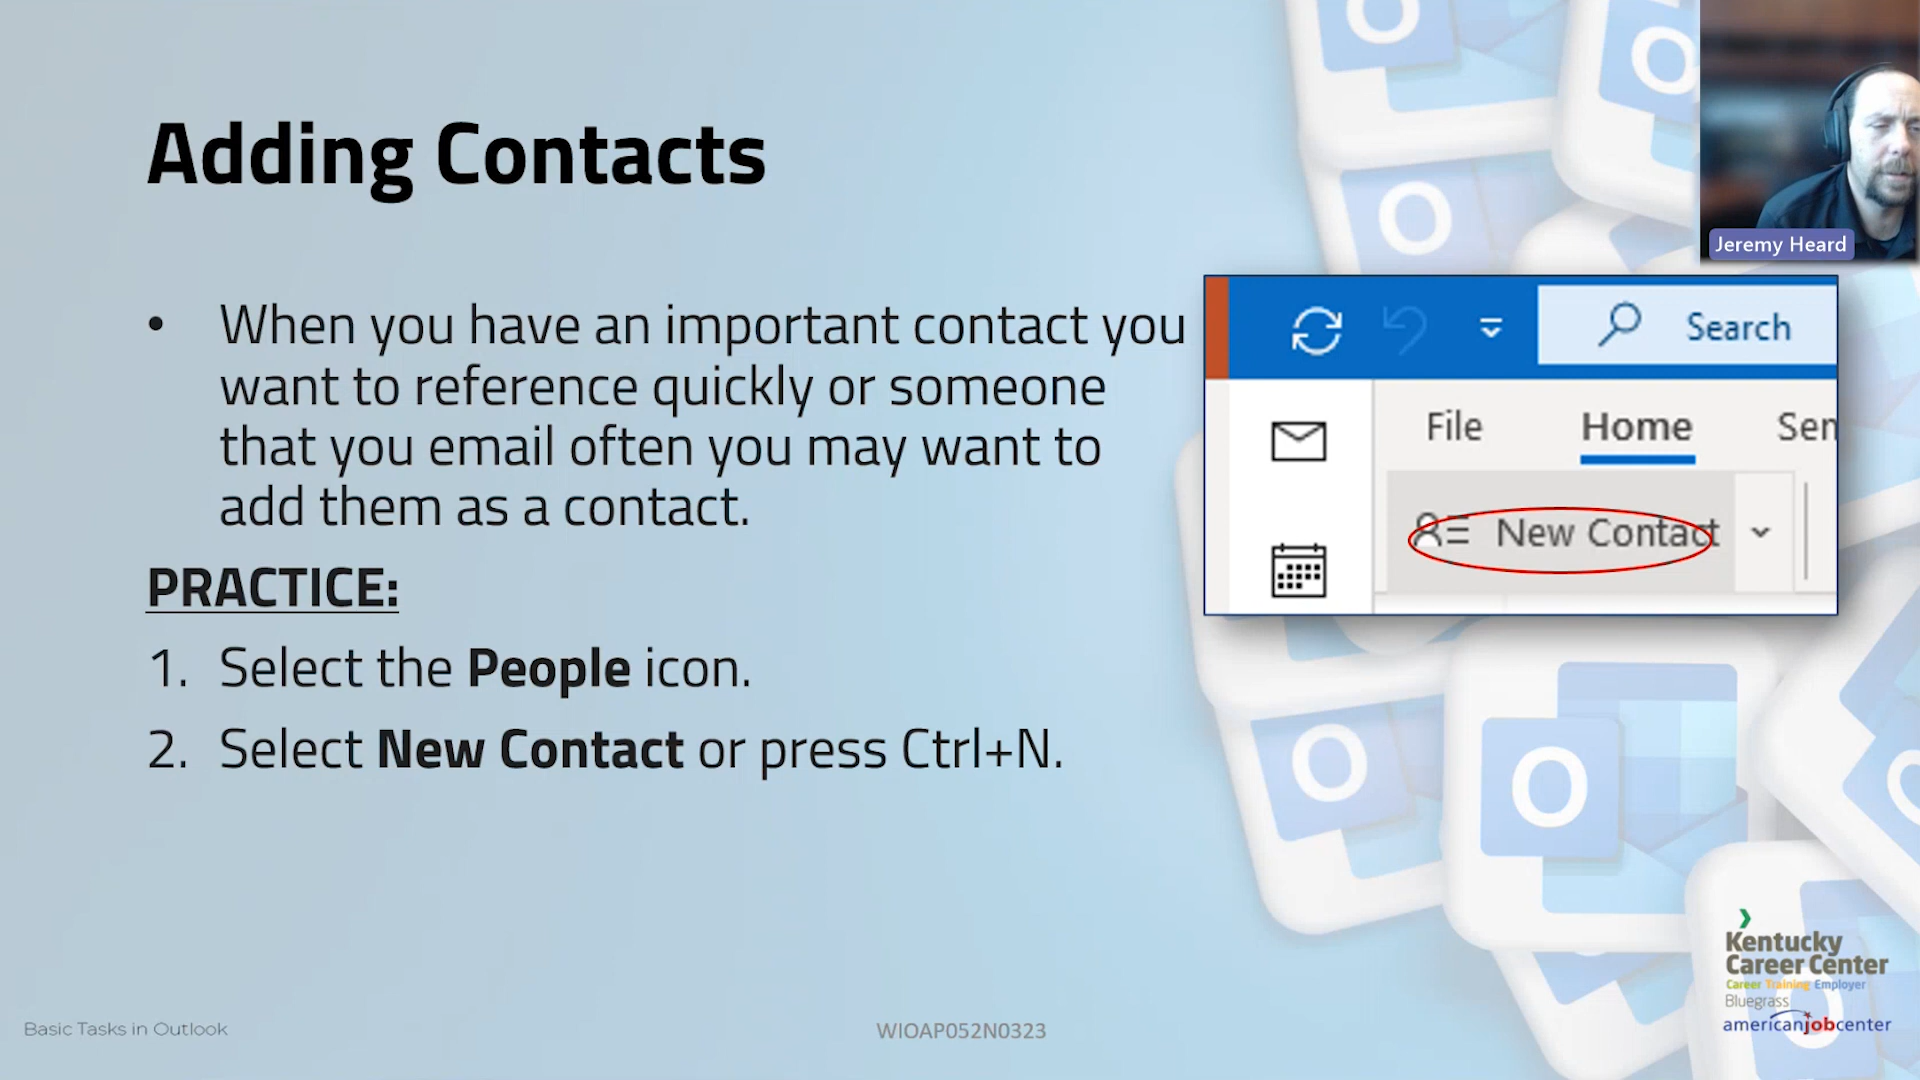 Adding Contacts
Jeremy Heard
• When you have an important contact you
want to reference quickly or someone
that you email often you may want to
add them as a contact.
Search
File Home Sen
New Contact
PRACTICE:
1. Select the People icon.
2. Select New Contact or press Ctrl+N.
Kentucky
Career Center
Career Training Employer
Bluegrass
americanjobcenter
Basic Tasks in Outlook
WIOAP052N0323